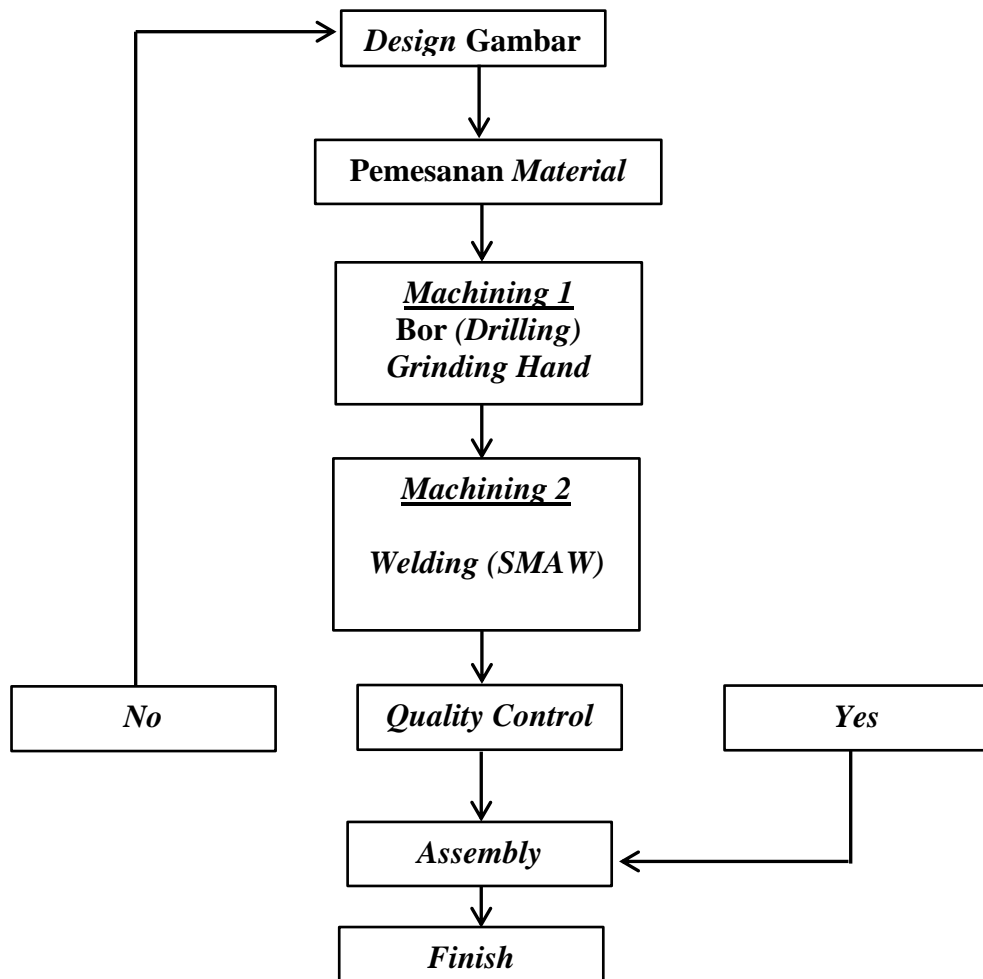 Design Gambar
Pemesanan Material
Machining 1
Bor (Drilling)
Grinding Hand
Machining 2
Welding (SMAW)
No
Quality Control
Yes
Assembly
Finish